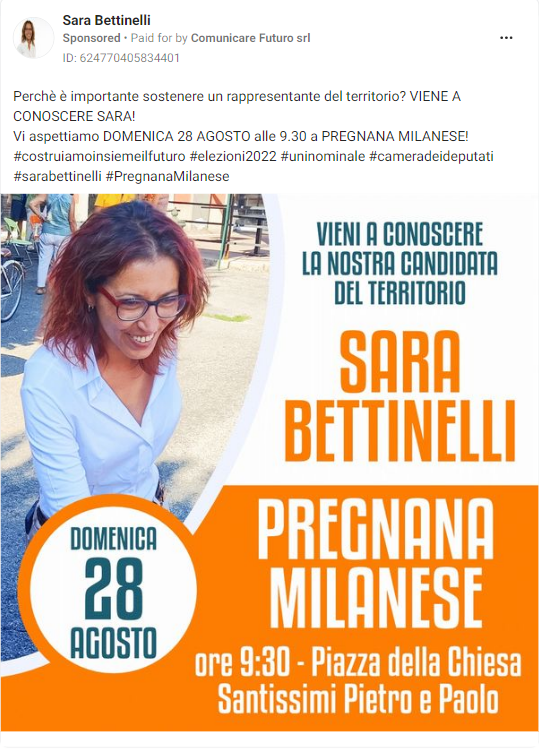 Sara Bettinelli
Sponsored • Paid for by Comunicare Futuro srl
ID: 624770405834401
Perchè è importante sostenere un rappresentante del territorio? VIENE A
CONOSCERE SARA!
Vi aspettiamo DOMENICA 28 AGOSTO alle 9.30 a PREGNANA MILANESE!
#costruiamoinsiemeilfuturo #elezioni2022 #uninominale #cameradeideputati
#sarabettinelli #PregnanaMilanese
VIENI A CONOSCERE
LA NOSTRA CANDIDATA
DEL TERRITORIO
SARA
BETTINELLI
DOMENICA
28
AGOSTO
PREGNANA
MILANESE
ore 9:30 - Piazza della Chiesa
Santissimi Pietro e Paolo